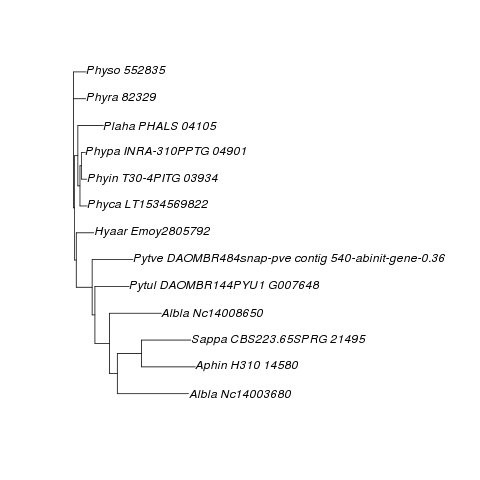 Physo 552835
Phyra 82329
Plaha PHALS 04105
Phypa INRA-310PPTG 04901
Phyin T30-4PITG 03934
Phyca LT1534569822
Hyaar Emoy2805792
Pytve DAOMBR484snap-pve contig 540-abinit-gene-0.36
Pytul DAOMBR144PYU1 G007648
Albla Nc14008650
Sappa CBS223.65SPRG 21495
Aphin H310 14580
Albla Nc14003680